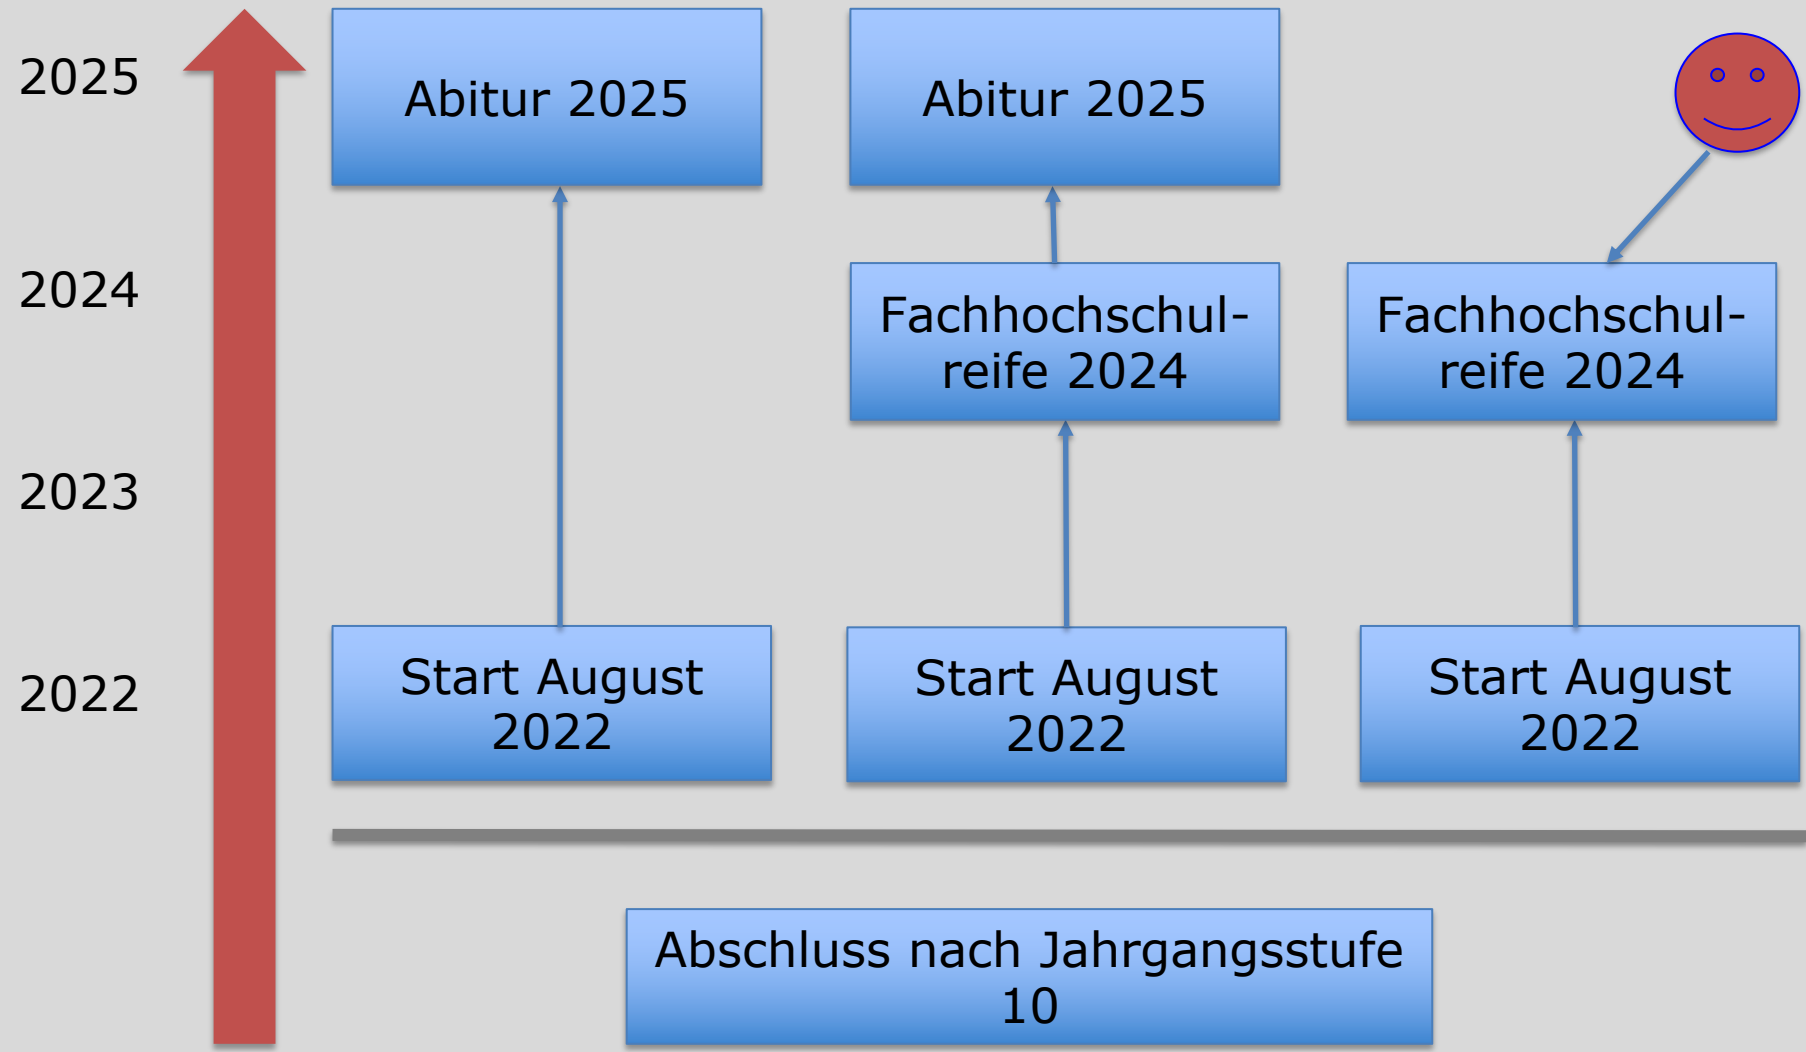 2025
Abitur 2025
Abitur 2025
2024
Fachhochschul-
reife 2024
Fachhochschul-
reife 2024
2023
2022
Start August
2022
Start August
2022
Start August
2022
Abschluss nach Jahrgangsstufe
10